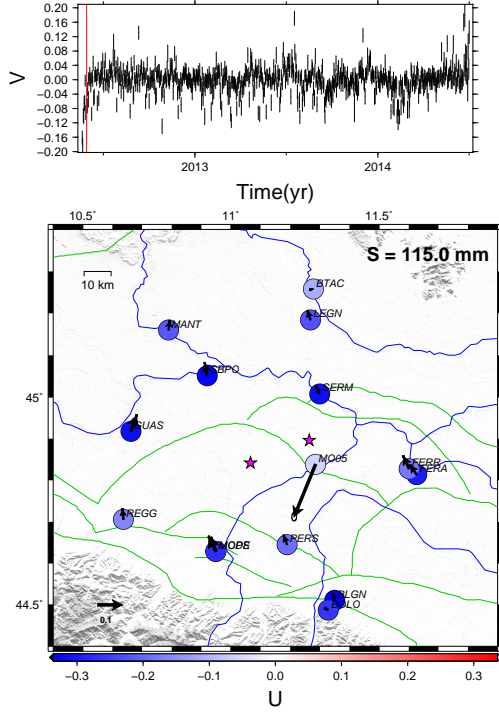 0.20
0.16
0.12
0.08
0.04
V
0.00
−0.04
−0.08
−0.12
−0.16
−0.20
2013
2014
Time(yr)
10.5˚
11˚
11.5˚
S = 115.0 mm
10 km
BTAC
LEGN
MANT
SBPO
SERM
45˚
GUAS
MO05
FERR
FERA
REGG
MOPE
PERS
0
BLGN
BOLO
44.5˚
0.1
−0.3
−0.2
−0.1
0.0
0.1
0.2
0.3
U